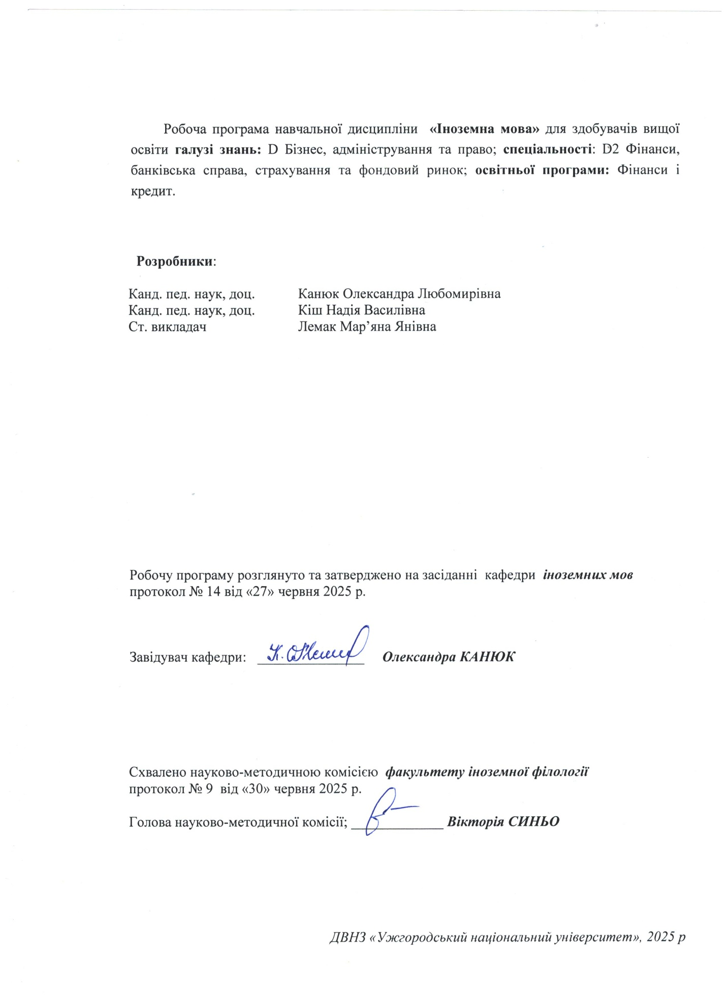 Робоча програма навчальної дисципліни «Іноземна мова» для здобувачів вищої
освіти галузі знань: D Бізнес, адміністрування та право; спеціальності: D2 Фінанси,
банківська справа, страхування та фондовий ринок; освітньої програми: Фінанси і
кредит.
Розробники:
Канд. пед. наук, доц. Канюк Олександра Любомирівна
Канд. пед. наук, доц. Кіш Надія Василівна
Ст. викладач Лемак Мар’яна Янівна
Робочу програму розглянуто та затверджено на засіданні кафедри іноземних мов
протокол № 14 від «27» червня 2025 р.
Завідувач кафедри: Олександра КАНЮК
Схвалено науково-методичною комісією факультету іноземної філології
протокол № 9 від «30» червня 2025 р.
Голова науково-методичної комісії; Вікторія СИНЬО
ДВНЗ «Ужгородський національний університет», 2025 р